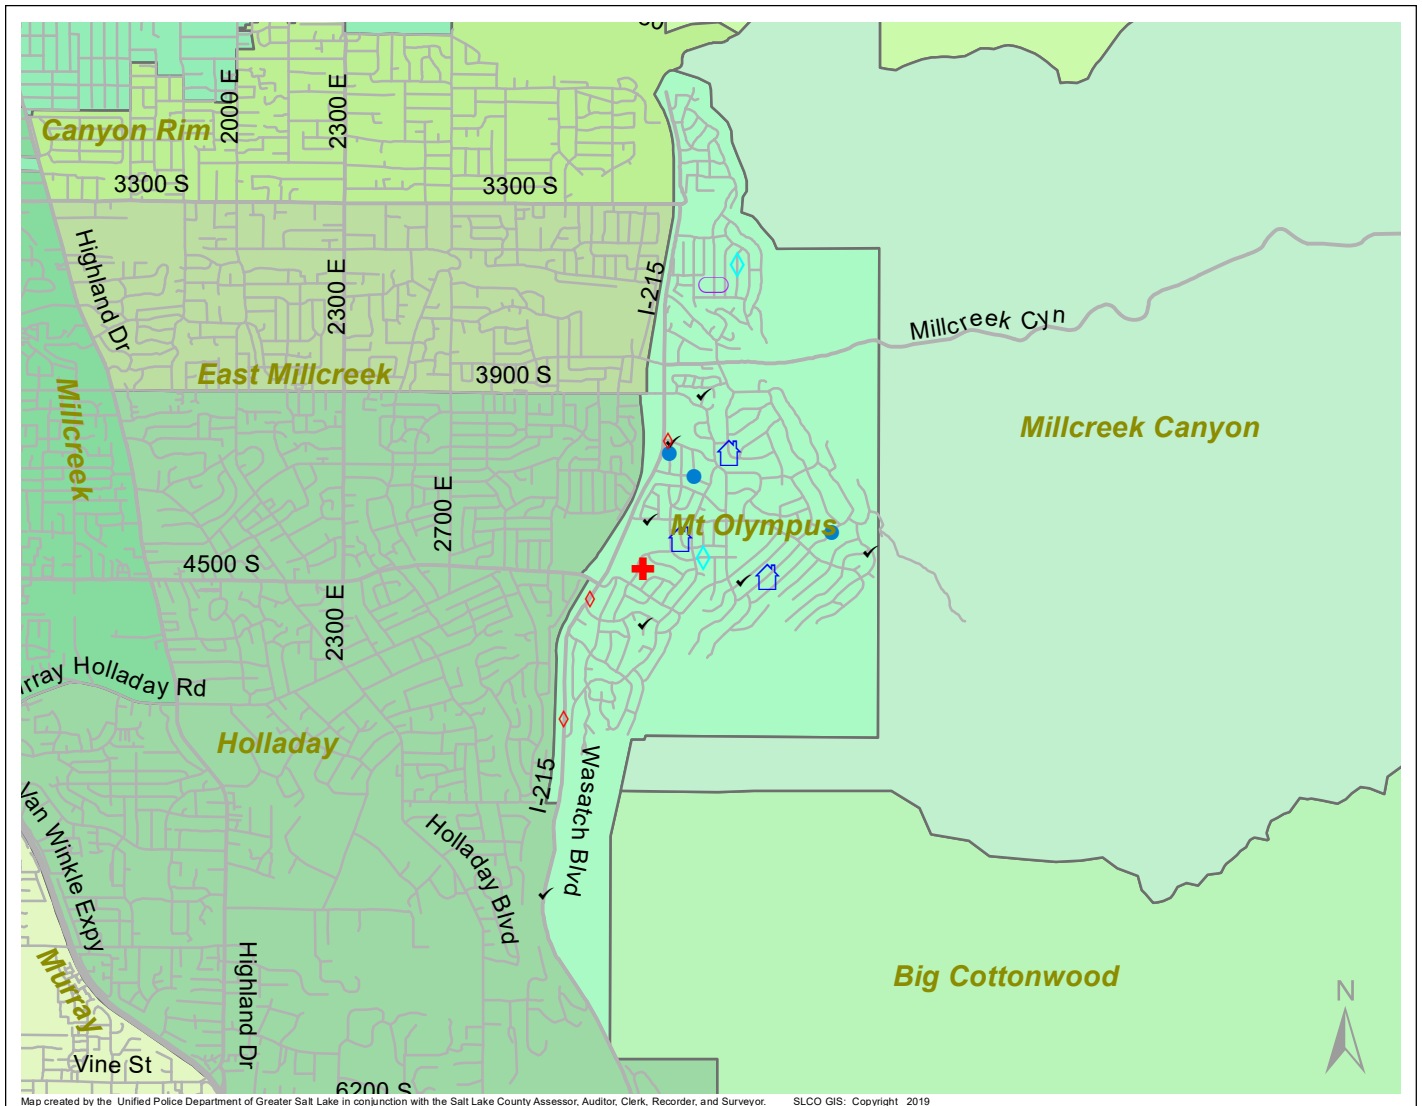 2000 E
2300 E
Canyon Rim
3300 S
3300 S
Highland Dr
2300 E
I-215
Millcreek Cyn
East Millcreek
3900 S
Millcreek
Millcreek Canyon
2700 E
Mt Olympus
4500 S
2300 E
rray Holladay Rd
Holladay
I-215
Wasatch Blvd
Van Winkle Expy
Holladay Blvd
Highland Dr
Murray
Big Cottonwood
N
Vine St
6200 S
Map created by the Unified Police Department of Greater Salt Lake in conjunction with the Salt Lake County Assessor, Auditor, Clerk, Recorder, and Surveyor. SLCO GIS: Copyright 2019